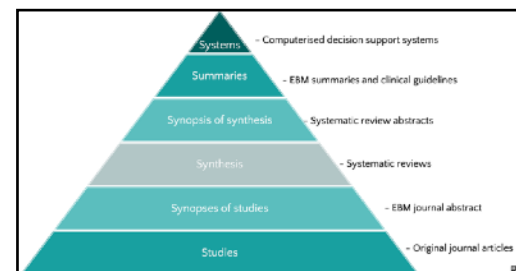 Systems
- Computerised decision support systems
Summaries
- EBM summaries and clinical guidelines
Synopsis of synthesis
- Systematic review abstracts
Synthesis
- Systematic reviews
Synopses of studies
- EBM journal abstract
Studies
- Original journal articles